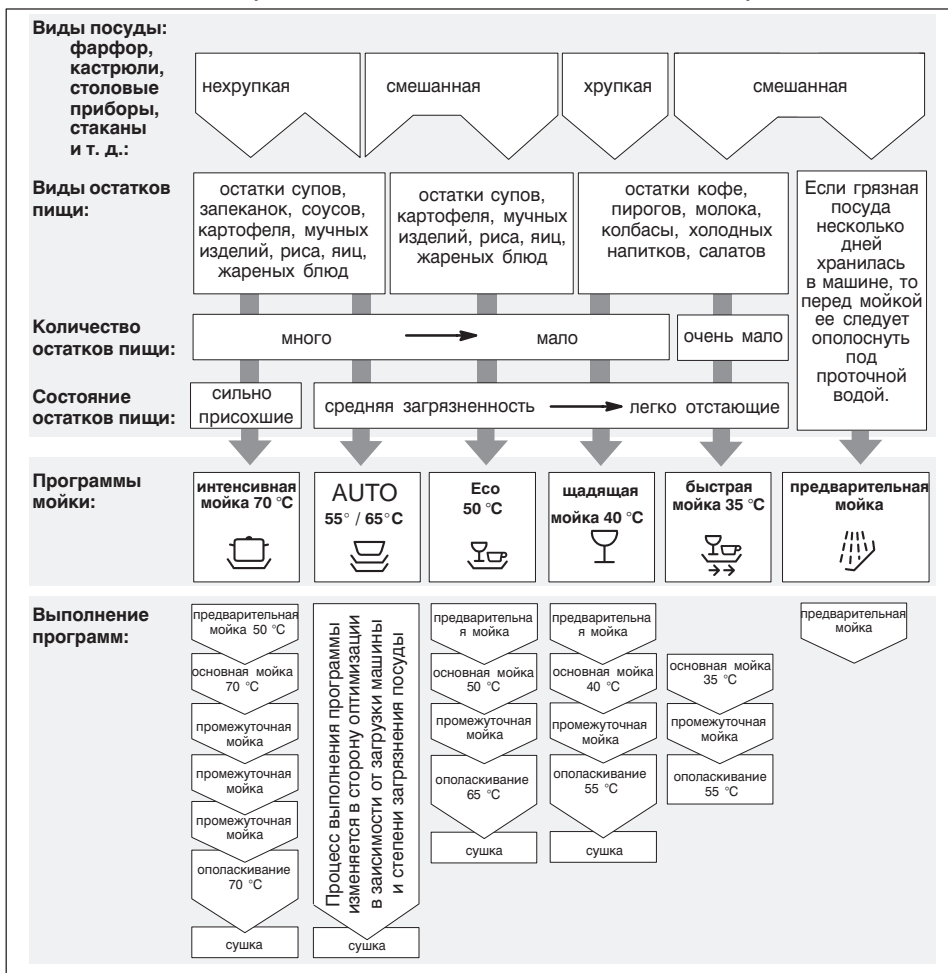 Виды посуды:
фарфор,
кастрюли,
столовые
приборы,
стаканы
и т. д.:
нехрупкая
смешанная
хрупкая
смешанная
Виды остатков
пищи:
остатки супов,
запеканок, соусов,
картофеля, мучных
изделий, риса, яиц,
жареных блюд
остатки супов,
картофеля, мучных
изделий, риса, яиц,
жареных блюд
остатки кофе,
пирогов, молока,
колбасы, холодных
напитков, салатов
Если грязная
посуда
несколько
дней
хранилась
в машине, то
перед мойкой
ее следует
ополоснуть
под
проточной
водой.
Количество
остатков пищи:
много
мало
очень мало
Состояние
остатков пищи:
сильно
присохшие
средняя загрязненность
легко отстающие
Программы
мойки:
интенсивная
мойка 70 °C
AUTO
55° / 65°C
Eco
50 °C
щадящая
мойка 40 °C
быстрая
мойка 35 °C
предварительная
мойка
Выполнение
программ:
предварительная
мойка 50 °C
основная мойка
70 °C
промежуточная
мойка
промежуточная
мойка
промежуточная
мойка
ополаскивание
70 °C
сушка
Процесс выполнения программы
изменяется в сторону оптимизации
в заисимости от загрузки машины
и степени загрязнения посуды
сушка
предварительна
я мойка
основная мойка
50 °C
промежуточная
мойка
ополаскивание
65 °C
сушка
предварительна
я мойка
основная мойка
40 °C
промежуточная
мойка
ополаскивание
55 °C
сушка
основная мойка
35 °C
промежуточная
мойка
ополаскивание
55 °C
предварительная
мойка